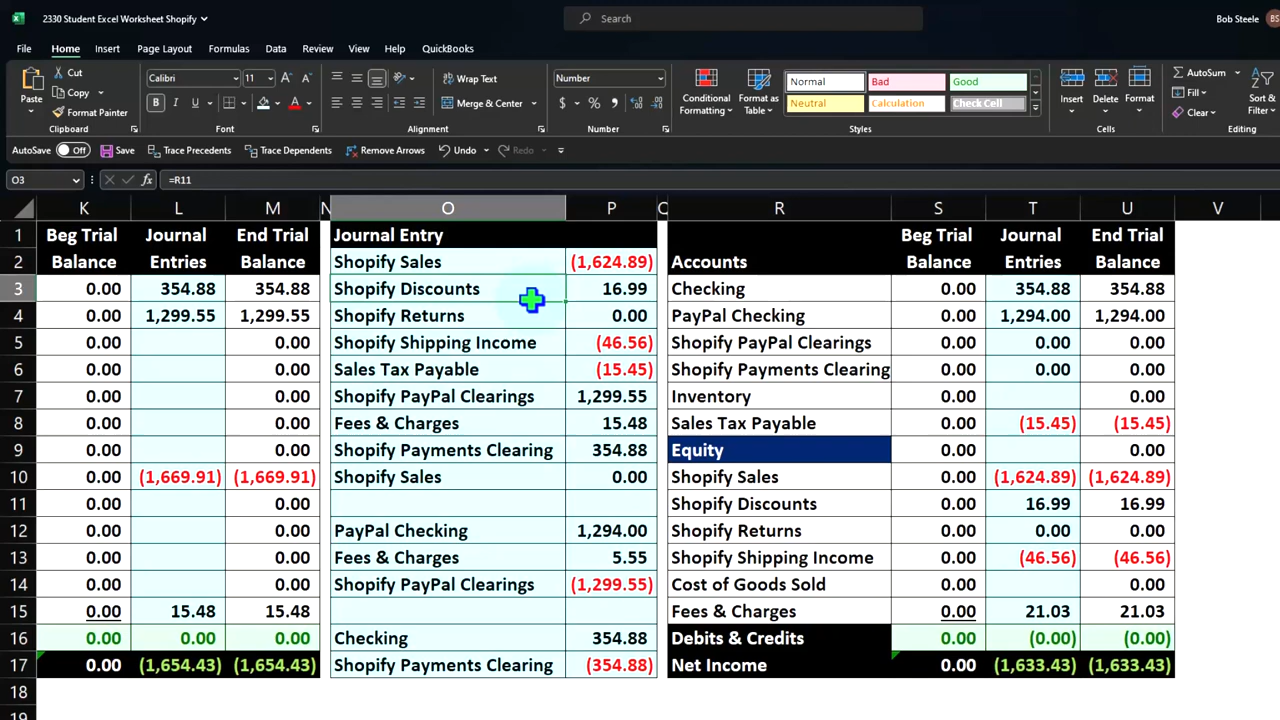 2330 Student Excel Worksheet Shopify
Search
Bob Steele
BS
File Home Insert Page Layout Formulas Data Review View Help QuickBooks
Paste
Cut
Copy
Format Painter
Clipboard
Calibri 11
B I U
Font
Wrap Text
Merge & Center
Alignment
Number
$ %
Number
Conditional Formatting
Format as Table
Normal Bad Good
Neutral Calculation Check Cell
Styles
Insert Delete Format
Cells
AutoSum
Fill
Clear
Sort & Filter
Editing
AutoSave Off Save Trace Precedents Trace Dependents Remove Arrows Undo Redo
O3 fx =R11
K L M N O P Q R S T U V
1 Beg Trial Journal End Trial Journal Entry Beg Trial Journal End Trial
2 Balance Entries Balance Shopify Sales (1,624.89) Accounts Balance Entries Balance
3 0.00 354.88 354.88 Shopify Discounts 16.99 Checking 0.00 354.88 354.88
4 0.00 1,299.55 1,299.55 Shopify Returns 0.00 PayPal Checking 0.00 1,294.00 1,294.00
5 0.00 0.00 Shopify Shipping Income (46.56) Shopify PayPal Clearings 0.00 0.00 0.00
6 0.00 0.00 Sales Tax Payable (15.45) Shopify Payments Clearing 0.00 0.00 0.00
7 0.00 0.00 Shopify PayPal Clearings 1,299.55 Inventory 0.00 0.00
8 0.00 0.00 Fees & Charges 15.48 Sales Tax Payable 0.00 (15.45) (15.45)
9 0.00 0.00 Shopify Payments Clearing 354.88 Equity 0.00 0.00
10 0.00 (1,669.91) (1,669.91) Shopify Sales 0.00 Shopify Sales 0.00 (1,624.89) (1,624.89)
11 0.00 0.00 Shopify Discounts 0.00 16.99 16.99
12 0.00 0.00 PayPal Checking 1,294.00 Shopify Returns 0.00 0.00 0.00
13 0.00 0.00 Fees & Charges 5.55 Shopify Shipping Income 0.00 (46.56) (46.56)
14 0.00 0.00 Shopify PayPal Clearings (1,299.55) Cost of Goods Sold 0.00 0.00
15 0.00 15.48 15.48 Fees & Charges 0.00 21.03 21.03
16 0.00 0.00 0.00 Checking 354.88 Debits & Credits 0.00 (0.00) (0.00)
17 0.00 (1,654.43) (1,654.43) Shopify Payments Clearing (354.88) Net Income 0.00 (1,633.43) (1,633.43)
18
19